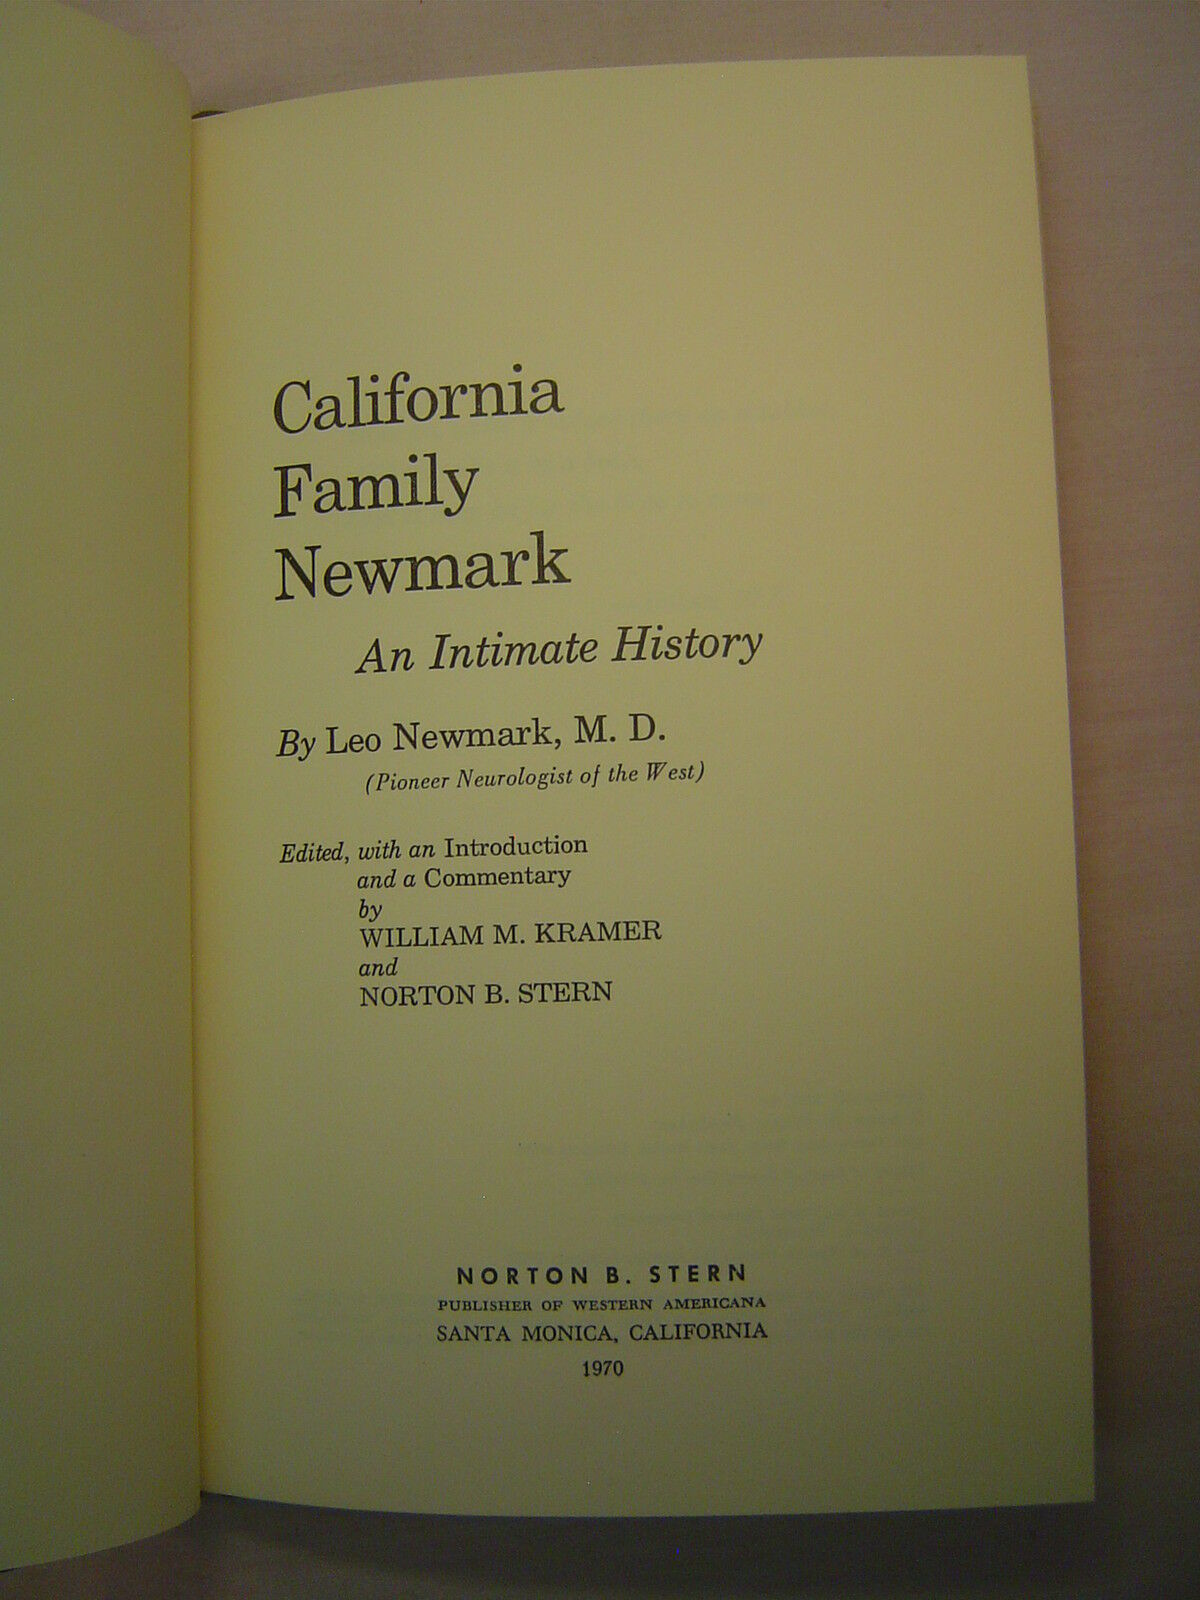 California
Family
Newmark
An Intimate History
By Leo Newmark, M. D.
(Pioneer Neurologist of the West)
Edited, with an Introduction
and a Commentary
by
WILLIAM M. KRAMER
and
NORTON B. STERN
NORTON B. STERN
PUBLISHER OF WESTERN AMERICANA
SANTA MONICA, CALIFORNIA
1970